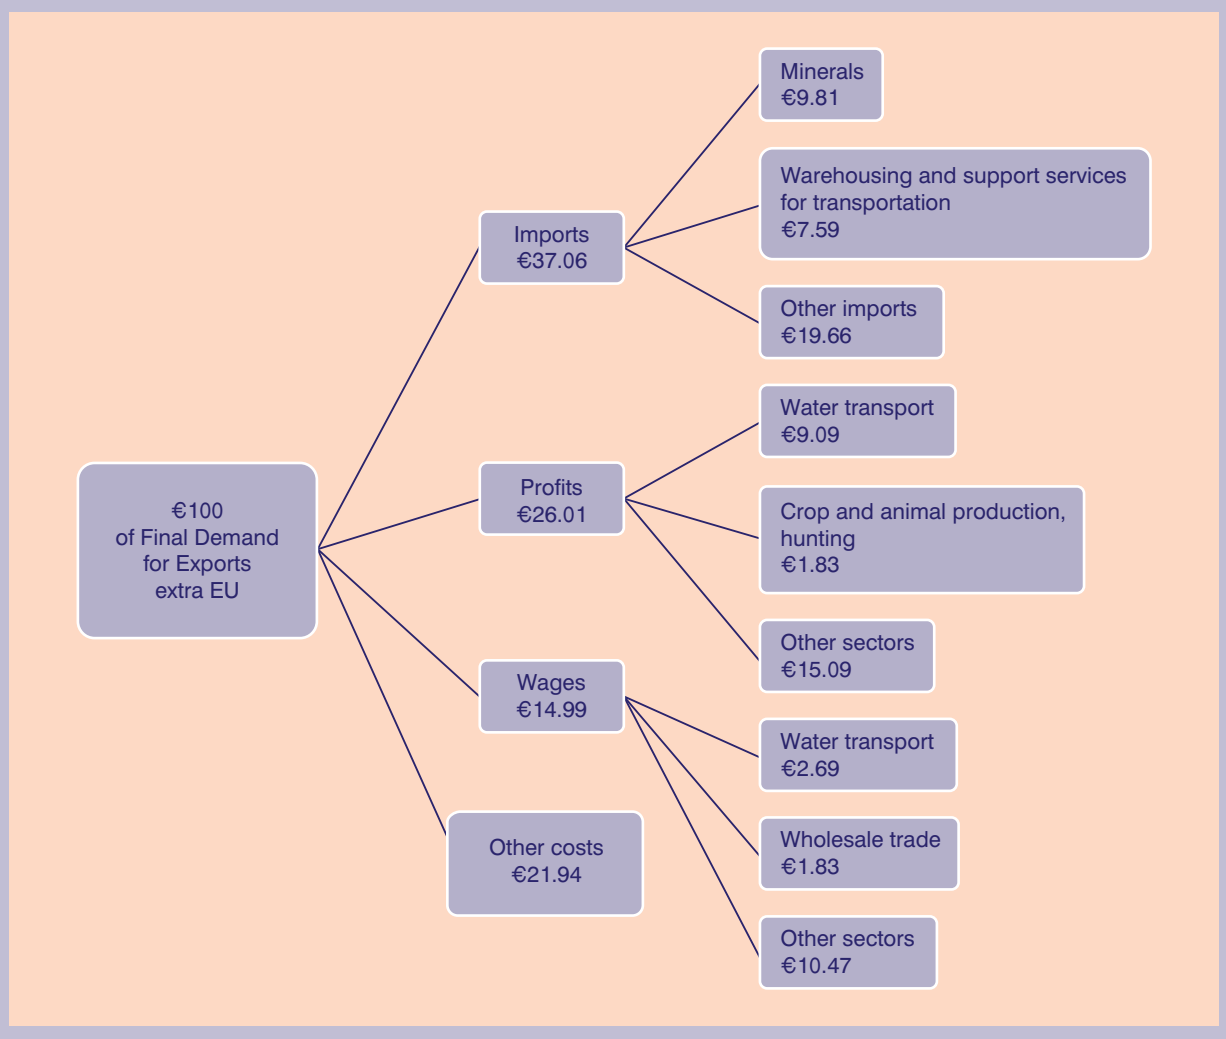 €100
of Final Demand
for Exports
extra EU
Imports
€37.06
Minerals
€9.81
Warehousing and support services
for transportation
€7.59
Other imports
€19.66
Profits
€26.01
Water transport
€9.09
Crop and animal production,
hunting
€1.83
Other sectors
€15.09
Wages
€14.99
Water transport
€2.69
Wholesale trade
€1.83
Other sectors
€10.47
Other costs
€21.94